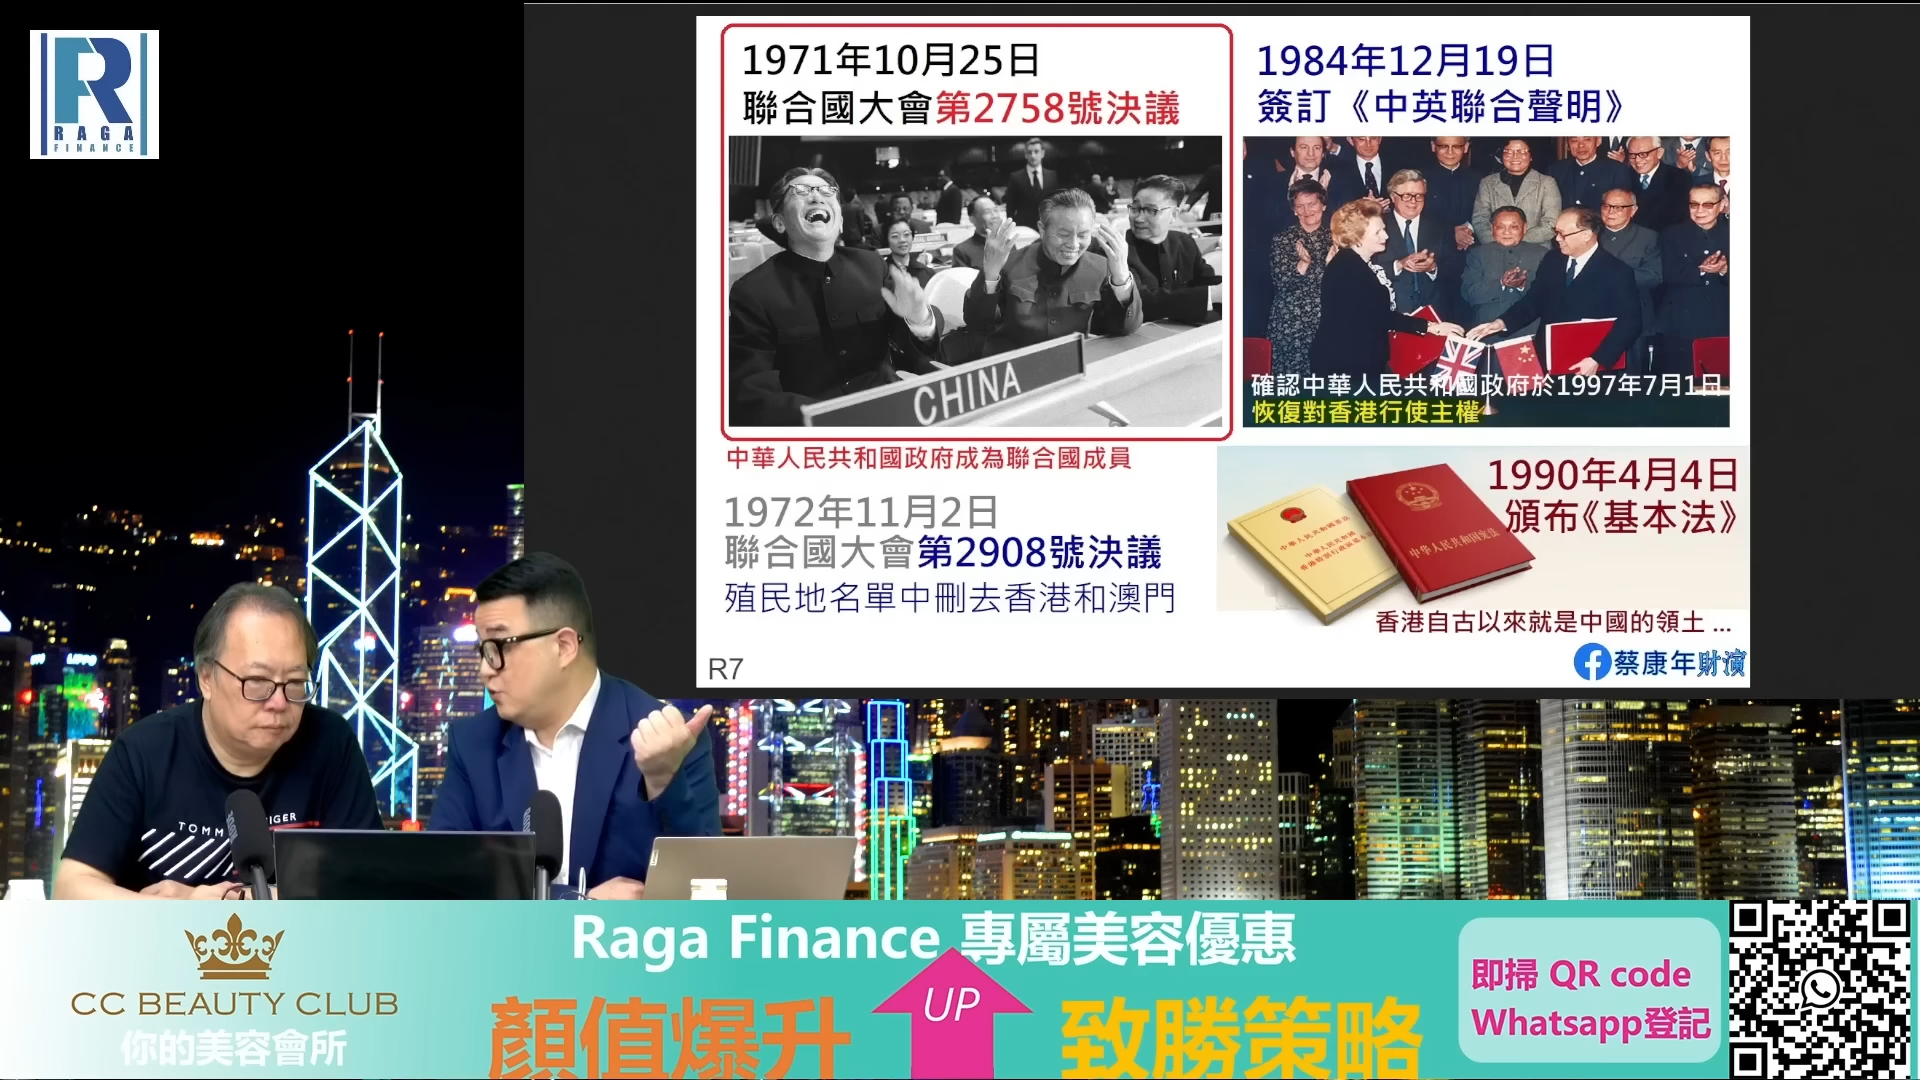 RAGA
FINANCE
1971年10月25日
聯合國大會第2758號決議
CHINA
中華人民共和國政府成為聯合國成員
1972年11月2日
聯合國大會第2908號決議
殖民地名單中刪去香港和澳門
R7
1984年12月19日
簽訂《中英聯合聲明》
確認中華人民共和國政府於1997年7月1日
恢復對香港行使主權
1990年4月4日
頒布《基本法》
中华人民共和国宪法
香港自古以來就是中國的領土 ...
蔡康年財演
CC BEAUTY CLUB
你的美容會所
Raga Finance 專屬美容優惠
顏值爆升 UP 致勝策略
即掃 QR code
Whatsapp登記